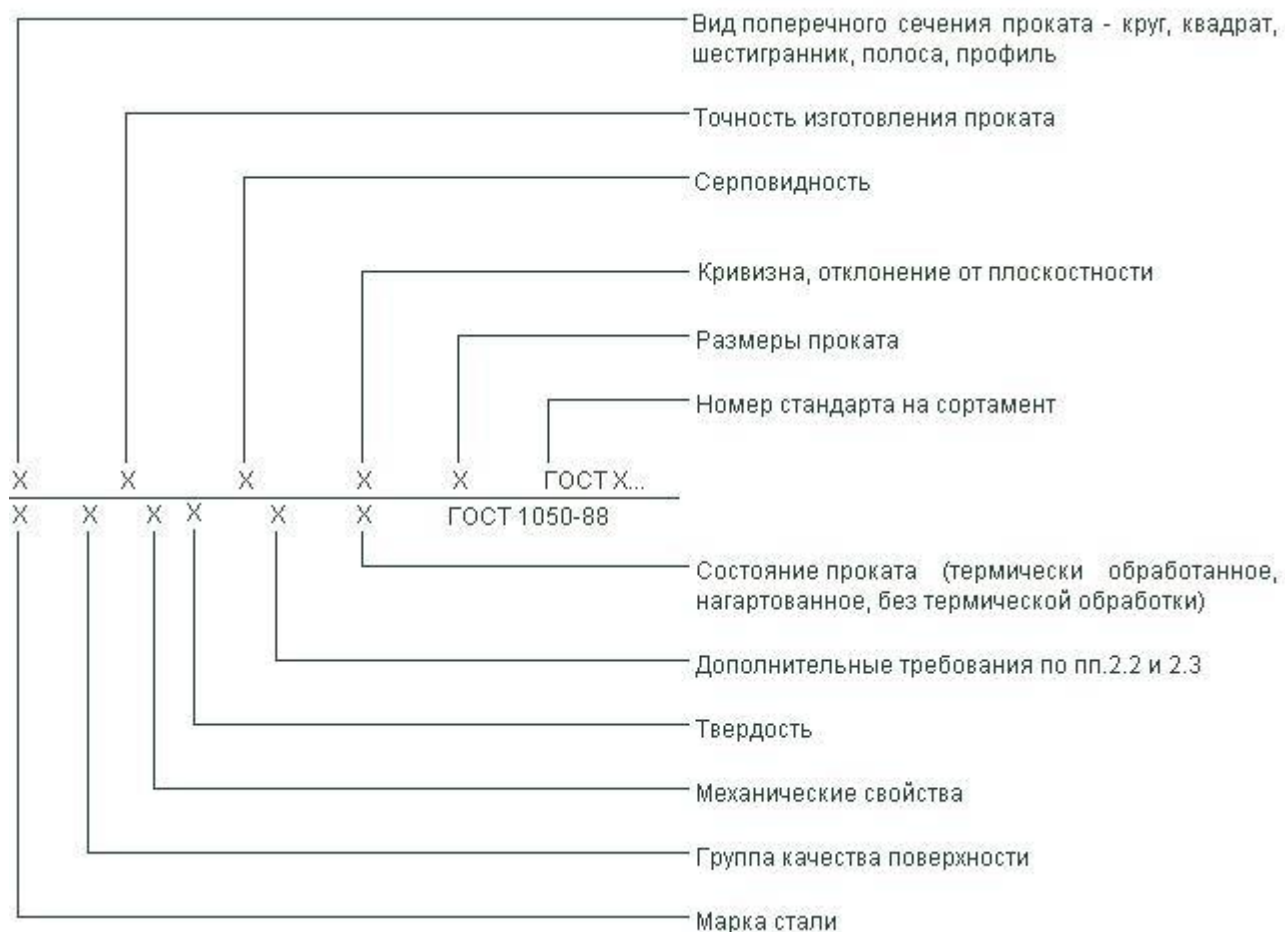 Вид поперечного сечения проката - круг, квадрат,
шестигранник, полоса, профиль
Точность изготовления проката
Серповидность
Кривизна, отклонение от плоскостности
Размеры проката
Номер стандарта на сортамент
Х Х Х Х Х ГОСТ Х...
Х Х Х Х Х Х ГОСТ 1050-88
Состояние проката (термически обработанное,
нагартованное, без термической обработки)
Дополнительные требования по пп.2.2 и 2.3
Твердость
Механические свойства
Группа качества поверхности
Марка стали